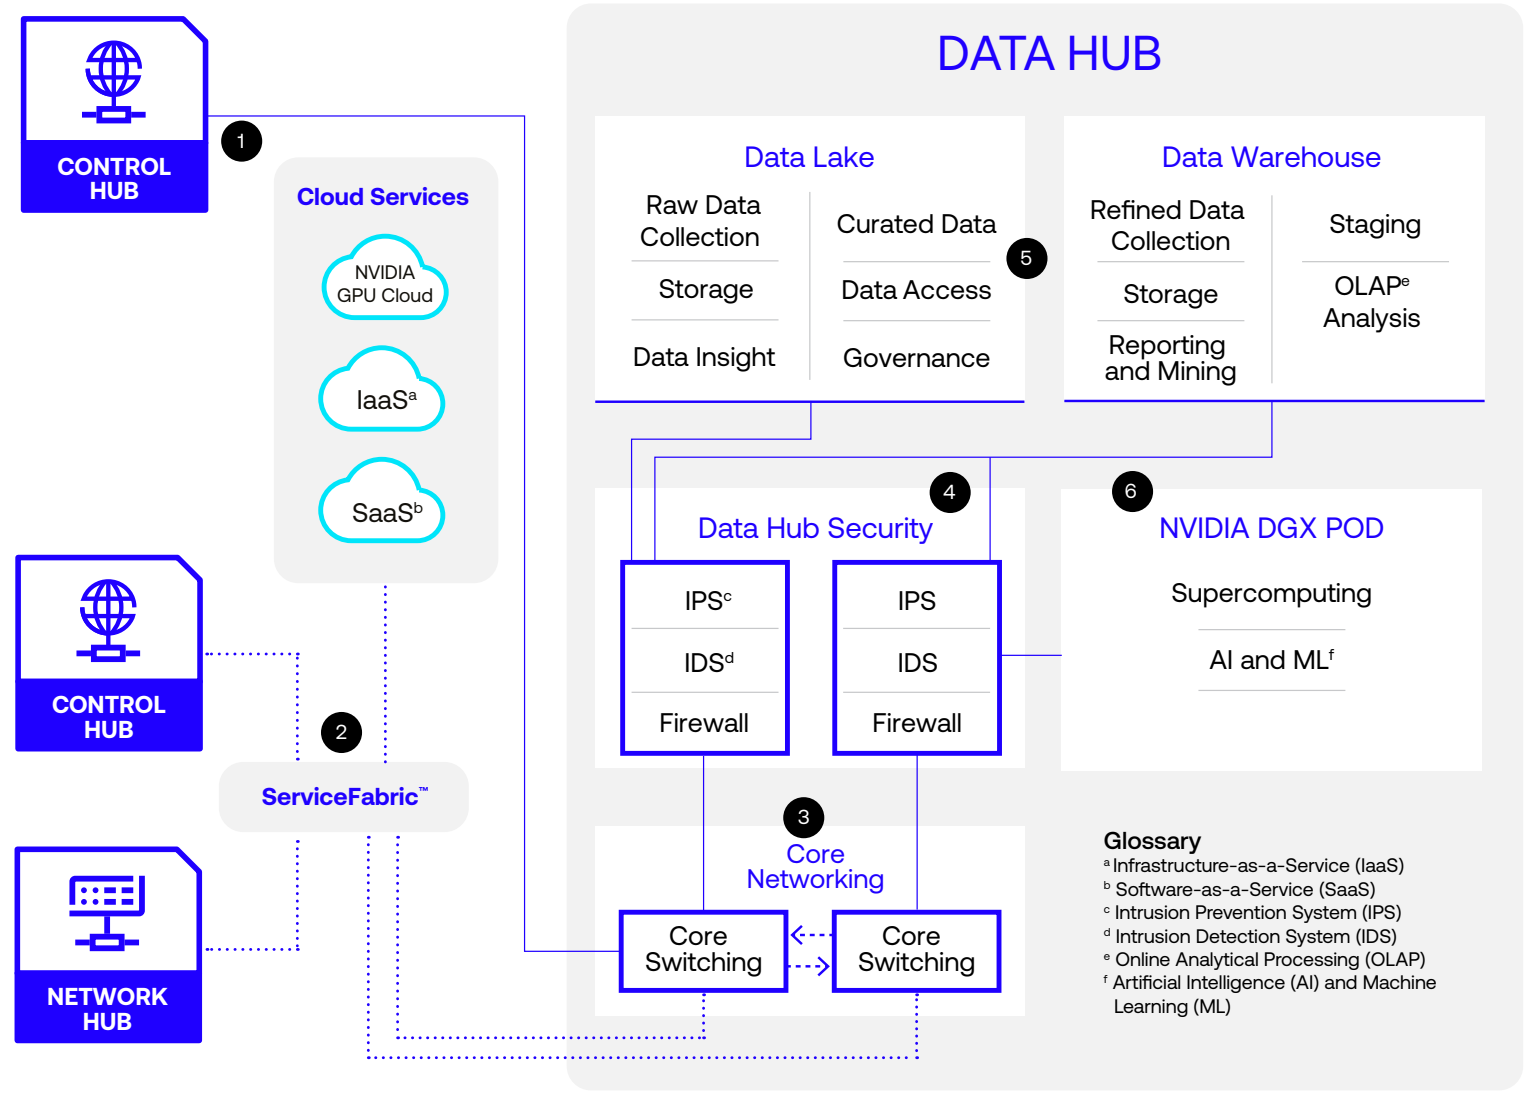 DATA HUB
CONTROL
HUB
1
Cloud Services
NVIDIA
GPU Cloud
IaaSᵃ
SaaSᵇ
CONTROL
HUB
2
ServiceFabric™
NETWORK
HUB
Data Lake
Raw Data
Collection
Storage
Data Insight
Curated Data
Data Access
Governance
5
Data Warehouse
Refined Data
Collection
Storage
Reporting
and Mining
Staging
OLAPᵉ
Analysis
4
Data Hub Security
IPSᶜ
IDSᵈ
Firewall
IPS
IDS
Firewall
6
NVIDIA DGX POD
Supercomputing
AI and MLᶠ
3
Core
Networking
Core
Switching
Core
Switching
Glossary
ᵃ Infrastructure-as-a-Service (IaaS)
ᵇ Software-as-a-Service (SaaS)
ᶜ Intrusion Prevention System (IPS)
ᵈ Intrusion Detection System (IDS)
ᵉ Online Analytical Processing (OLAP)
ᶠ Artificial Intelligence (AI) and Machine
Learning (ML)